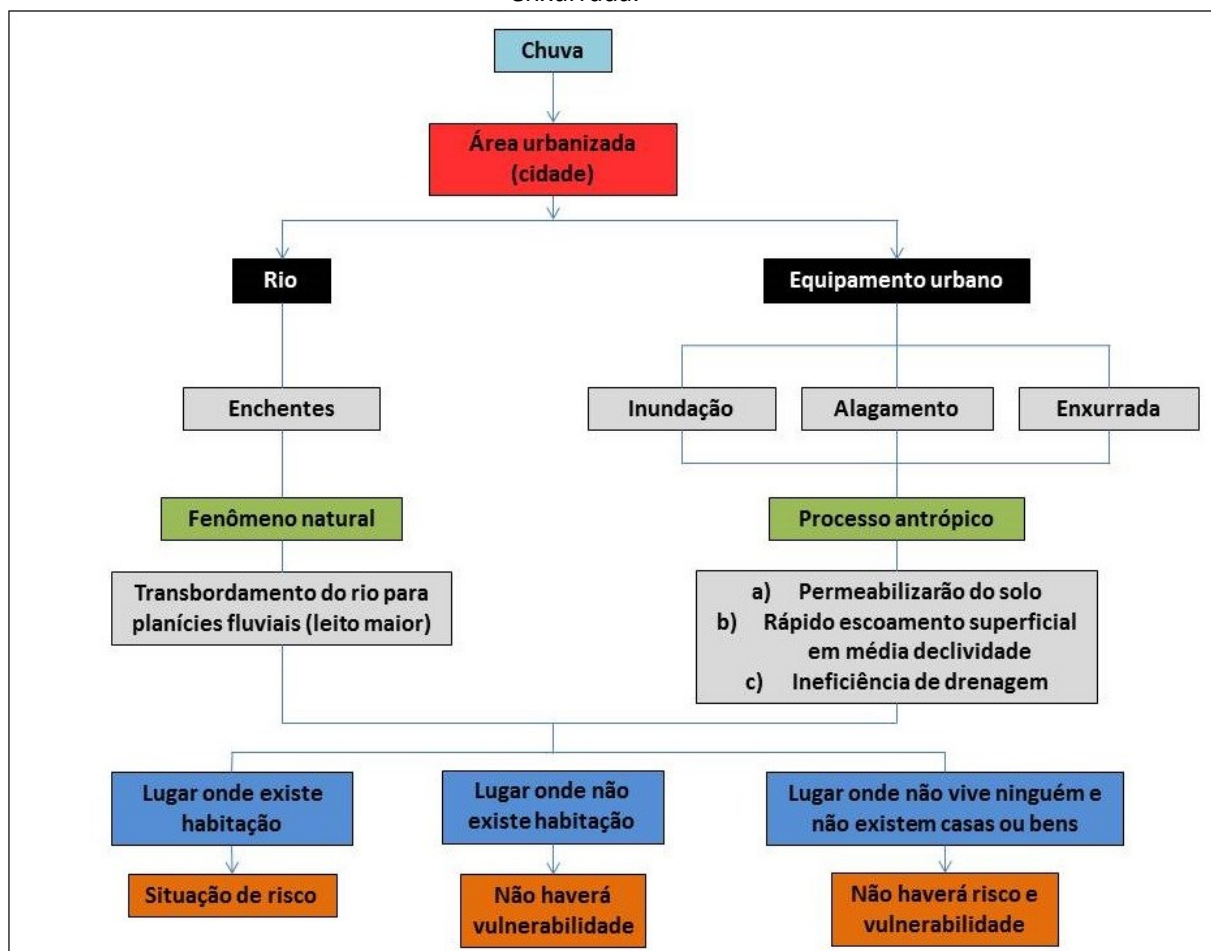 enxurrada.
Chuva
Área urbanizada
(cidade)
Rio
Equipamento urbano
Enchentes
Inundação
Alagamento
Enxurrada
Fenômeno natural
Processo antrópico
Transbordamento do rio para
planícies fluviais (leito maior)
a) Permeabilizarão do solo
b) Rápido escoamento superficial
em média declividade
c) Ineficiência de drenagem
Lugar onde existe
habitação
Lugar onde não
existe habitação
Lugar onde não vive ninguém e
não existem casas ou bens
Situação de risco
Não haverá
vulnerabilidade
Não haverá risco e
vulnerabilidade